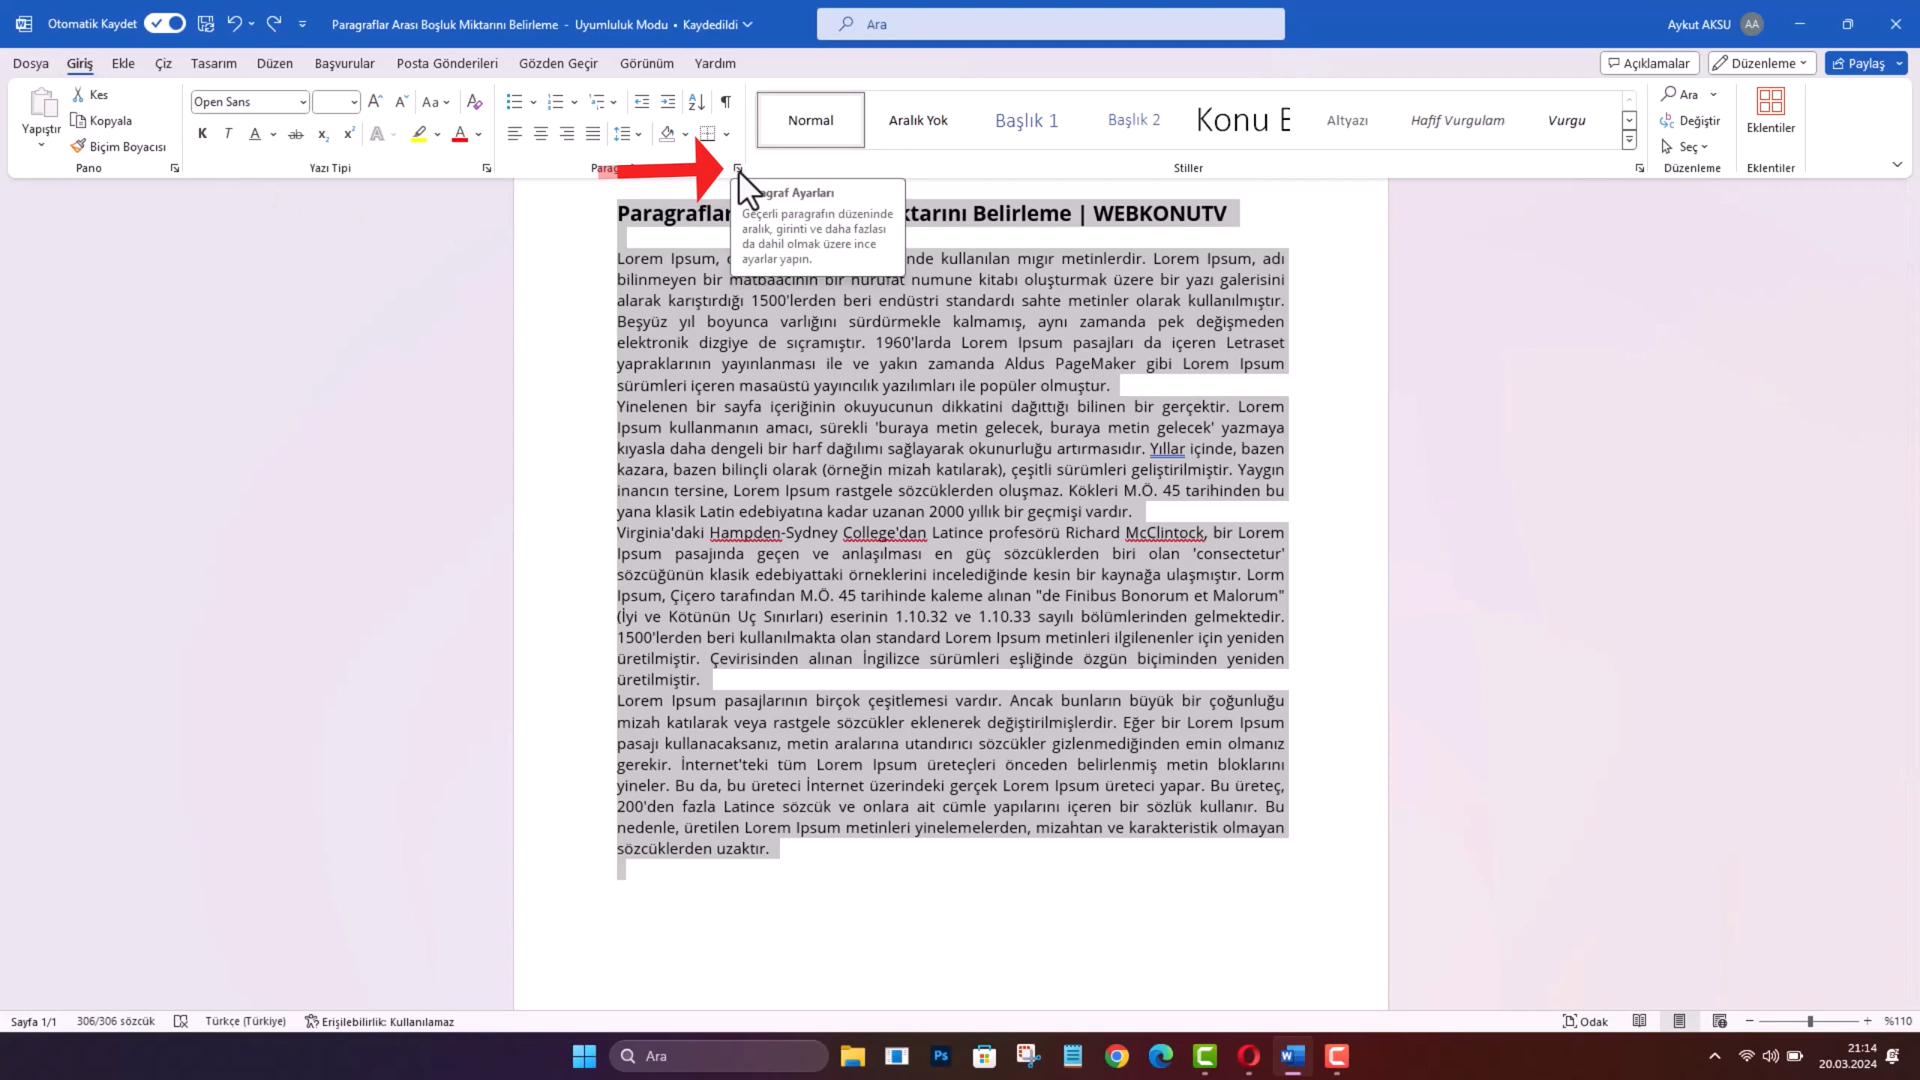 Otomatik Kaydet
Paragraflar Arası Boşluk Miktarını Belirleme - Uyumluluk Modu • Kaydedildi
Ara
Aykut AKSU
AA
Dosya
Giriş
Ekle
Çiz
Tasarım
Düzen
Başvurular
Posta Gönderileri
Gözden Geçir
Görünüm
Yardım
Açıklamalar
Düzenleme
Paylaş
Yapıştır
Kes
Kopyala
Biçim Boyacısı
Pano
Open Sans
Yazı Tipi
Normal
Aralık Yok
Başlık 1
Başlık 2
Konu
Altyazı
Hafif Vurgulam
Vurgu
Stiller
Ara
Değiştir
Seç
Düzenleme
Eklentiler
Eklentiler
Ayarları
Geçerli paragrafın düzeninde
aralık, girinti ve daha fazlası
da dahil olmak üzere ince
ayarlar yapın.
Belirleme | WEBKONUTV
Lorem Ipsum, kullanılan mıgır metinlerdir. Lorem Ipsum, adı
bilinmeyen bir matbaacının bir hurufat numune kitabı oluşturmak üzere bir yazı galerisini
alarak karıştırdığı 1500'lerden beri endüstri standardı sahte metinler olarak kullanılmıştır.
Beşyüz yıl boyunca varlığını sürdürmekle kalmamış, aynı zamanda pek değişmeden
elektronik dizgiye de sıçramıştır. 1960'larda Lorem Ipsum pasajları da içeren Letraset
yapraklarının yayınlanması ile ve yakın zamanda Aldus PageMaker gibi Lorem Ipsum
sürümleri içeren masaüstü yayıncılık yazılımları ile popüler olmuştur.
Yinelenen bir sayfa içeriğinin okuyucunun dikkatini dağıttığı bilinen bir gerçektir. Lorem
Ipsum kullanmanın amacı, sürekli 'buraya metin gelecek, buraya metin gelecek' yazmaya
kıyasla daha dengeli bir harf dağılımı sağlayarak okunurluğu artırmasıdır. Yıllar içinde, bazen
kazara, bazen bilinçli olarak (örneğin mizah katılarak), çeşitli sürümleri geliştirilmiştir. Yaygın
inancın tersine, Lorem Ipsum rastgele sözcüklerden oluşmaz. Kökleri M.Ö. 45 tarihinden bu
yana klasik Latin edebiyatına kadar uzanan 2000 yıllık bir geçmişi vardır.
Virginia'daki Hampden-Sydney College'dan Latince profesörü Richard McClintock, bir Lorem
Ipsum pasajında geçen ve anlaşılması en güç sözcüklerden biri olan 'consectetur'
sözcüğünün klasik edebiyattaki örneklerini incelediğinde kesin bir kaynağa ulaşmıştır. Lorm
Ipsum, Çiçero tarafından M.Ö. 45 tarihinde kaleme alınan "de Finibus Bonorum et Malorum"
(İyi ve Kötünün Uç Sınırları) eserinin 1.10.32 ve 1.10.33 sayılı bölümlerinden gelmektedir.
1500'lerden beri kullanılmakta olan standard Lorem Ipsum metinleri ilgilenenler için yeniden
üretilmiştir. Çevirisinden alınan İngilizce sürümleri eşliğinde özgün biçiminden yeniden
üretilmiştir.
Lorem Ipsum pasajlarının birçok çeşitlemesi vardır. Ancak bunların büyük bir çoğunluğu
mizah katılarak veya rastgele sözcükler eklenerek değiştirilmişlerdir. Eğer bir Lorem Ipsum
pasajı kullanacaksanız, metin aralarına utandırıcı sözcükler gizlenmediğinden emin olmanız
gerekir. İnternet'teki tüm Lorem Ipsum üreteçleri önceden belirlenmiş metin bloklarını
yineler. Bu da, bu üreteci İnternet üzerindeki gerçek Lorem Ipsum üreteci yapar. Bu üreteç,
200'den fazla Latince sözcük ve onlara ait cümle yapılarını içeren bir sözlük kullanır. Bu
nedenle, üretilen Lorem Ipsum metinleri yinelemelerden, mizahtan ve karakteristik olmayan
sözcüklerden uzaktır.
Sayfa 1/1
306/306 sözcük
Türkçe (Türkiye)
Erişilebilirlik: Kullanılamaz
Odak
%110
Ara
Ps
21:14
20.03.2024